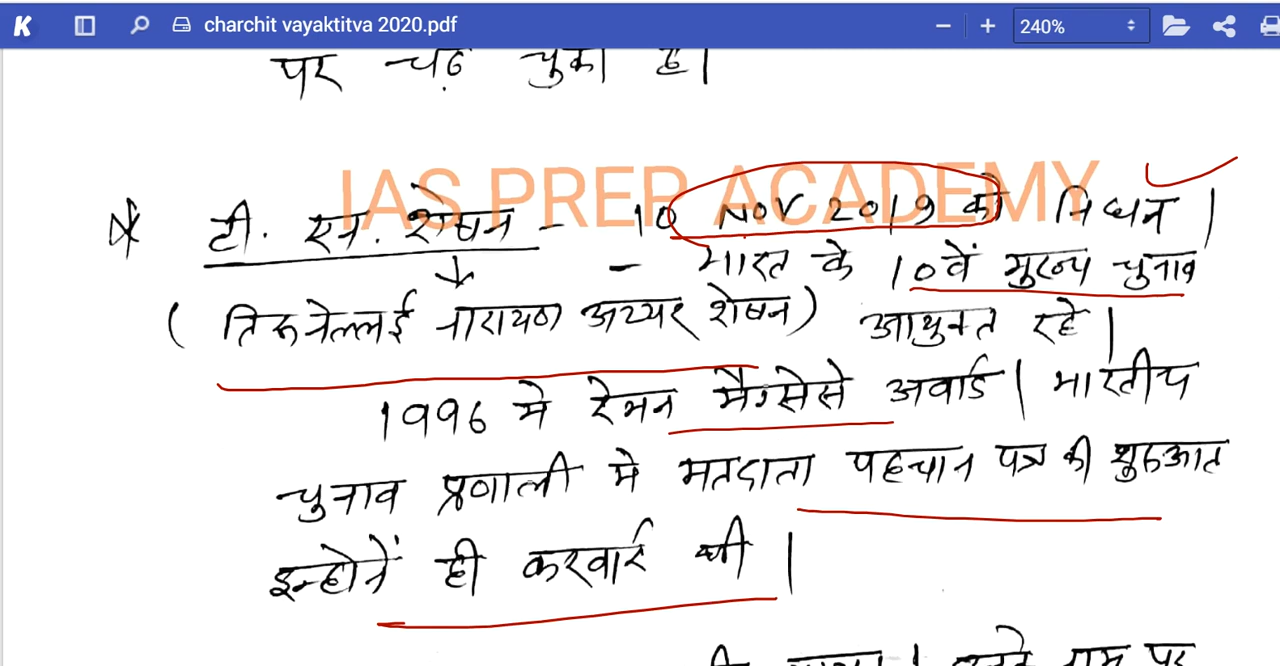 charchit vayaktitva 2020.pdf
240%
पर चढ़ चुका है।
IAS PREP ACADEMY
टी. एन. शेषन - 10 NOV 2019 को निधन।
- भारत के 10वें मुख्य चुनाव
(तिरूनेल्लई नारायण अय्यर शेषन) आयुक्त रहे।
1996 मे रेमन मैग्सेसे अवार्ड। भारतीय
चुनाव प्रणाली मे मतदाता पहचान पत्र की शुरुआत
इन्होनें ही करवाई थी।
नाम पर